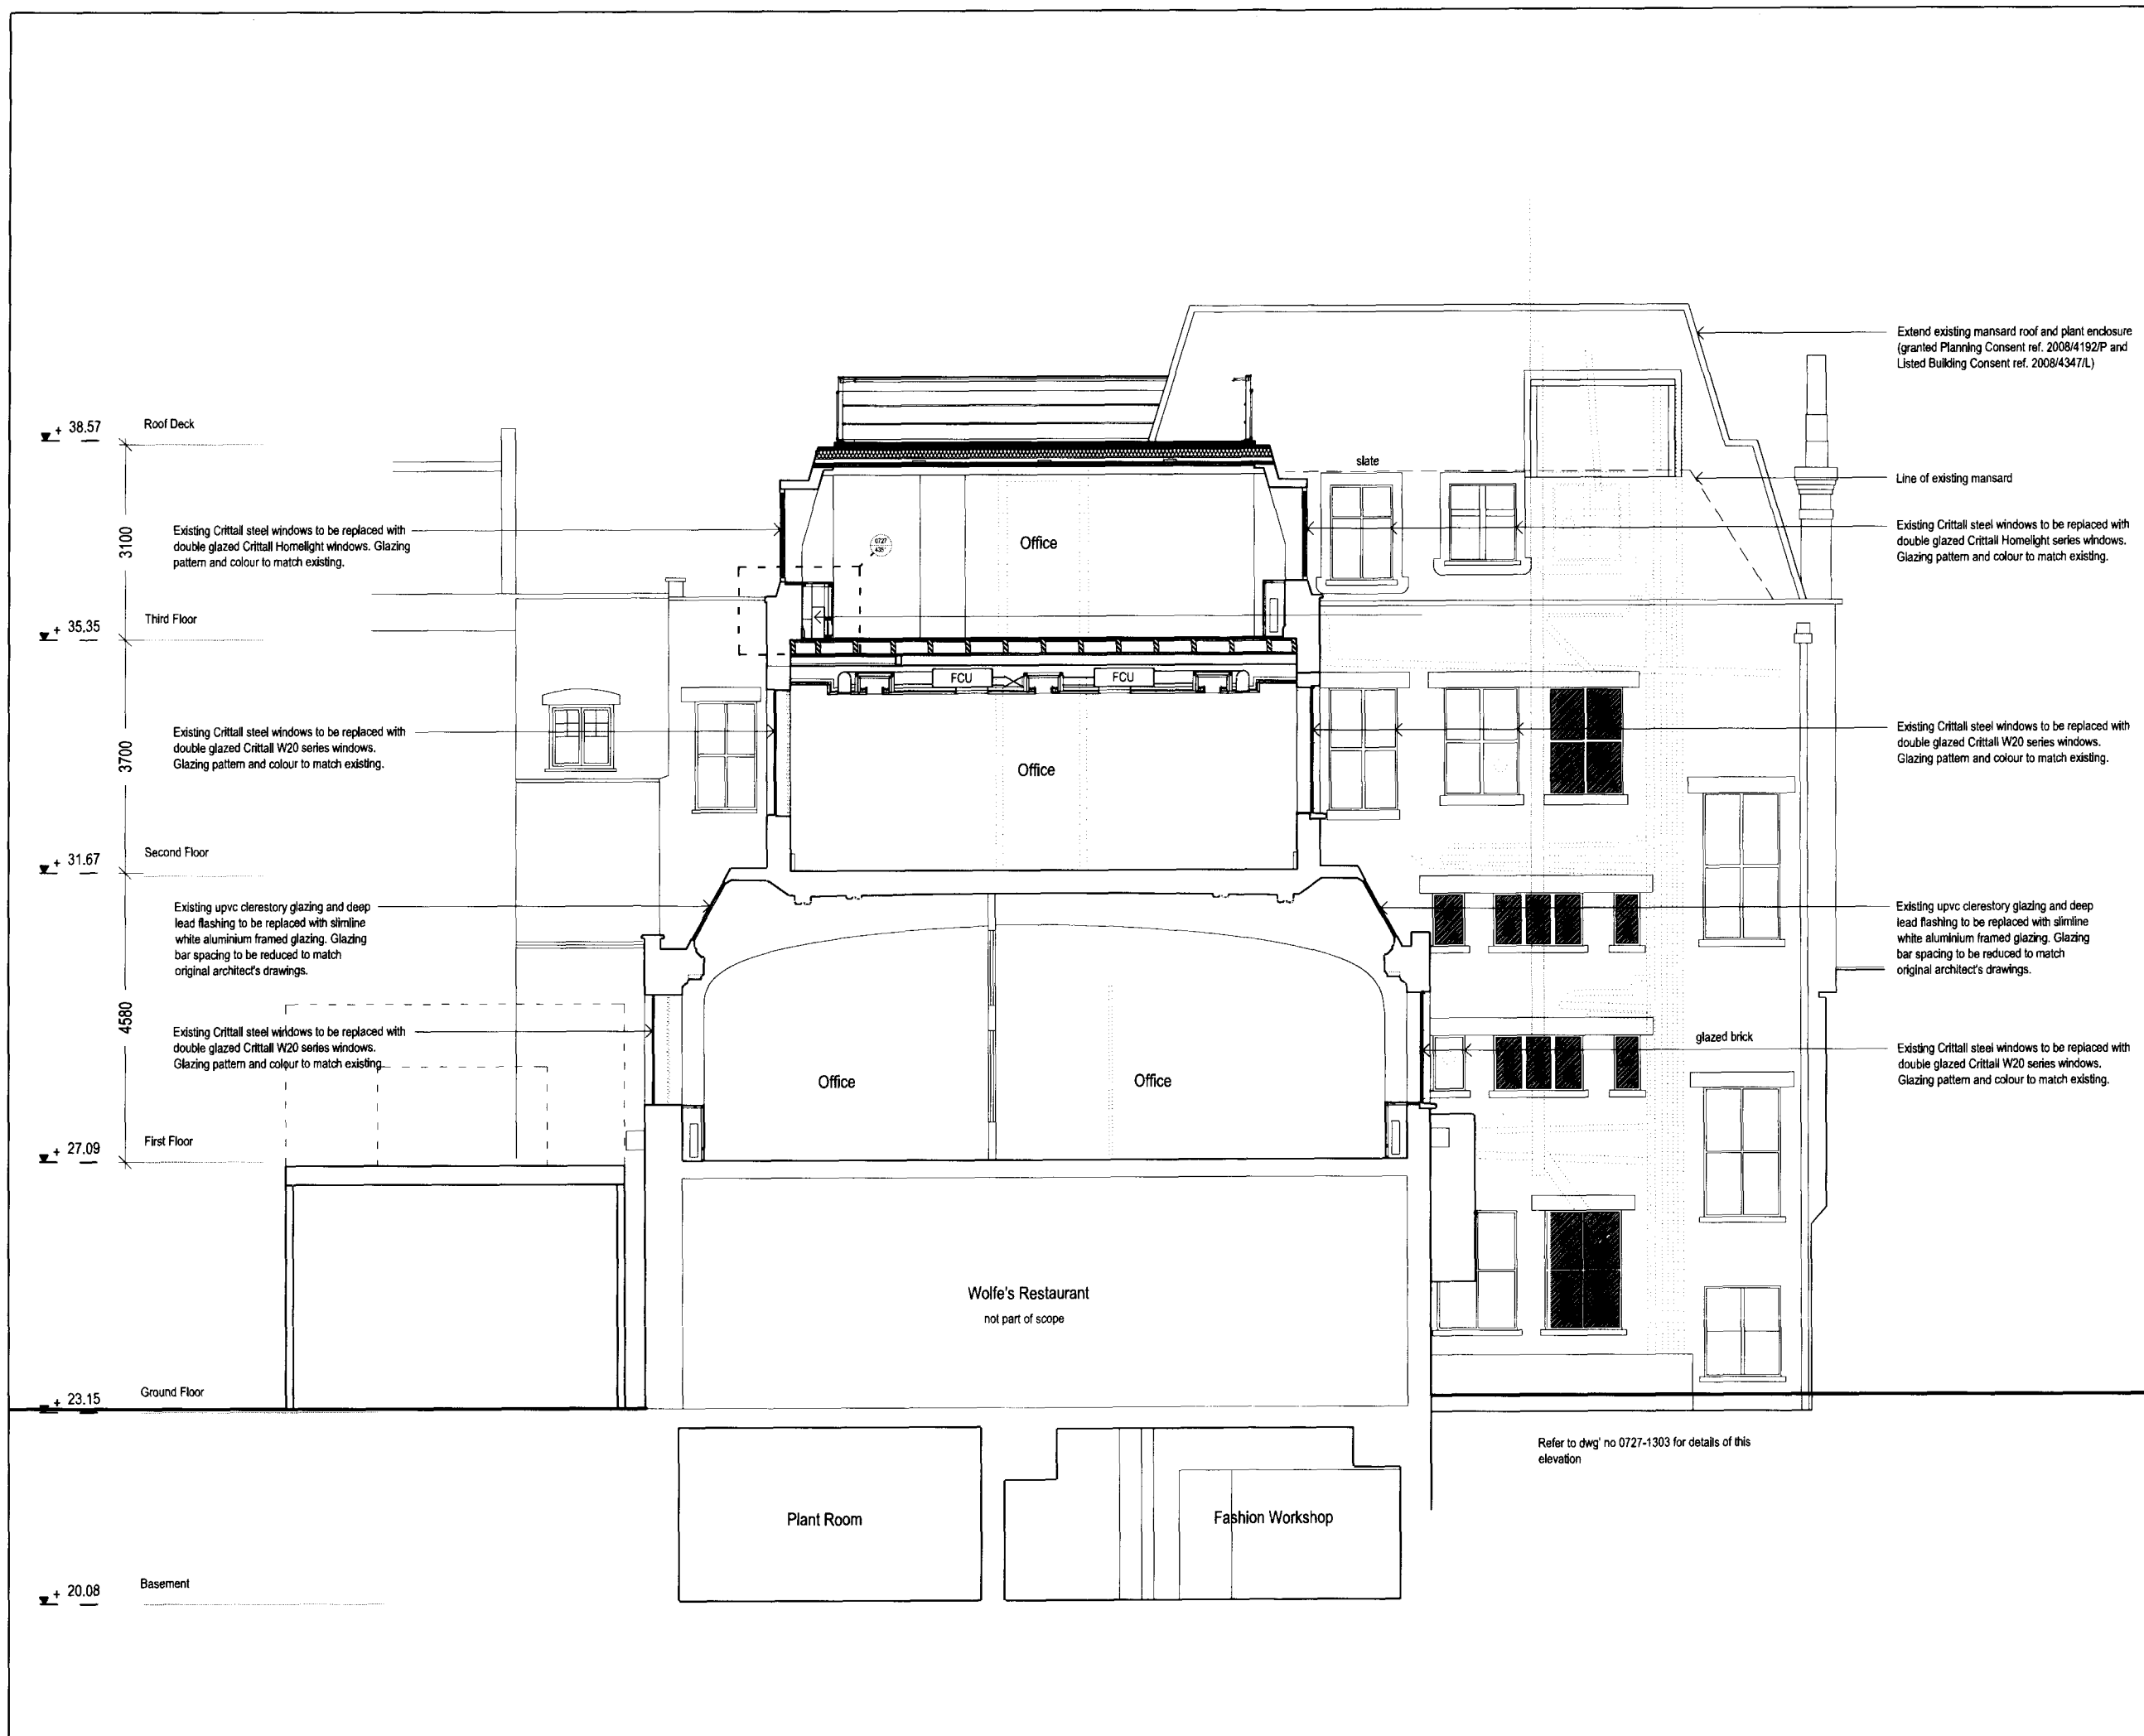 Extend existing mansard roof and plant enclosure
(granted Planning Consent ref. 2008/4192/P and
Listed Building Consent ref. 2008/4347/L)
+ 38.57
Roof Deck
slate
Line of existing mansard
3100
Existing Crittall steel windows to be replaced with
double glazed Crittall Homelight windows. Glazing
pattern and colour to match existing.
0727
Office
Existing Crittall steel windows to be replaced with
double glazed Crittall Homelight series windows.
Glazing pattern and colour to match existing.
+ 35,35
Third Floor
FCU
FCU
3700
Existing Crittall steel windows to be replaced with
double glazed Crittall W20 series windows.
Glazing pattern and colour to match existing.
Office
Existing Crittall steel windows to be replaced with
double glazed Crittall W20 series windows.
Glazing pattern and colour to match existing.
+ 31.67
Second Floor
Existing upvc clerestory glazing and deep
lead flashing to be replaced with slimline
white aluminium framed glazing. Glazing
bar spacing to be reduced to match
original architect's drawings.
Existing upvc clerestory glazing and deep
lead flashing to be replaced with slimline
white aluminium framed glazing. Glazing
bar spacing to be reduced to match
original architect's drawings.
4580
Existing Crittall steel windows to be replaced with
double glazed Crittall W20 series windows.
Glazing pattern and colour to match existing.
Office
Office
glazed brick
Existing Crittall steel windows to be replaced with
double glazed Crittall W20 series windows.
Glazing pattern and colour to match existing.
+ 27.09
First Floor
Wolfe's Restaurant
not part of scope
+ 23.15
Ground Floor
Refer to dwg' no 0727-1303 for details of this
elevation
Plant Room
Fashion Workshop
+ 20.08
Basement